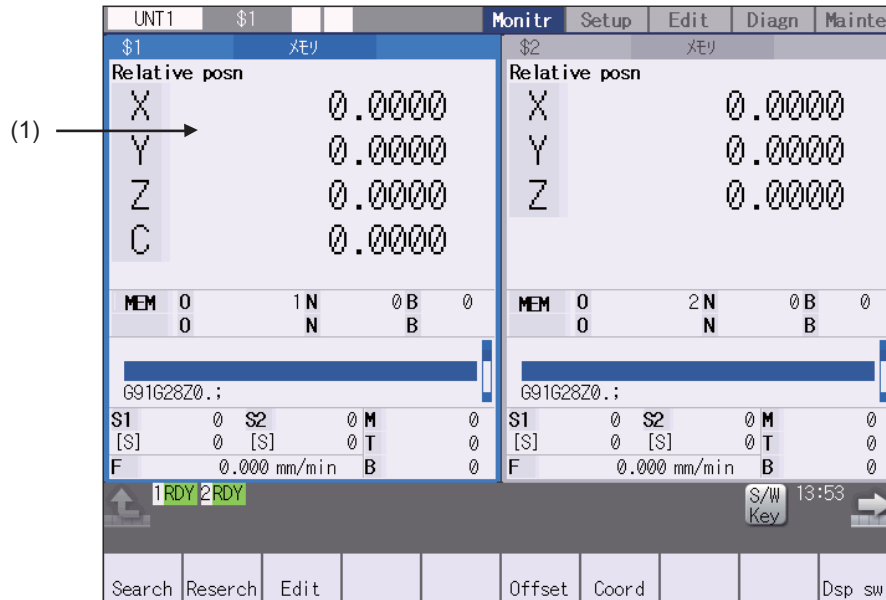 UNT1 $1 Monitr Setup Edit Diagn Mainte
$1 メモリ $2 メモリ
Relative posn Relative posn
(1)
X 0.0000 X 0.0000
Y 0.0000 Y 0.0000
Z 0.0000 Z 0.0000
C 0.0000
MEM O 1 N 0 B 0 MEM O 2 N 0 B 0
O N B O N B
G91G28Z0.; G91G28Z0.;
S1 0 S2 0 M 0 S1 0 S2 0 M 0
[S] 0 [S] 0 T 0 [S] 0 [S] 0 T 0
F 0.000 mm/min B 0 F 0.000 mm/min B 0
1 RDY 2 RDY S/W Key 13:53
Search Reserch Edit Offset Coord Dsp sw